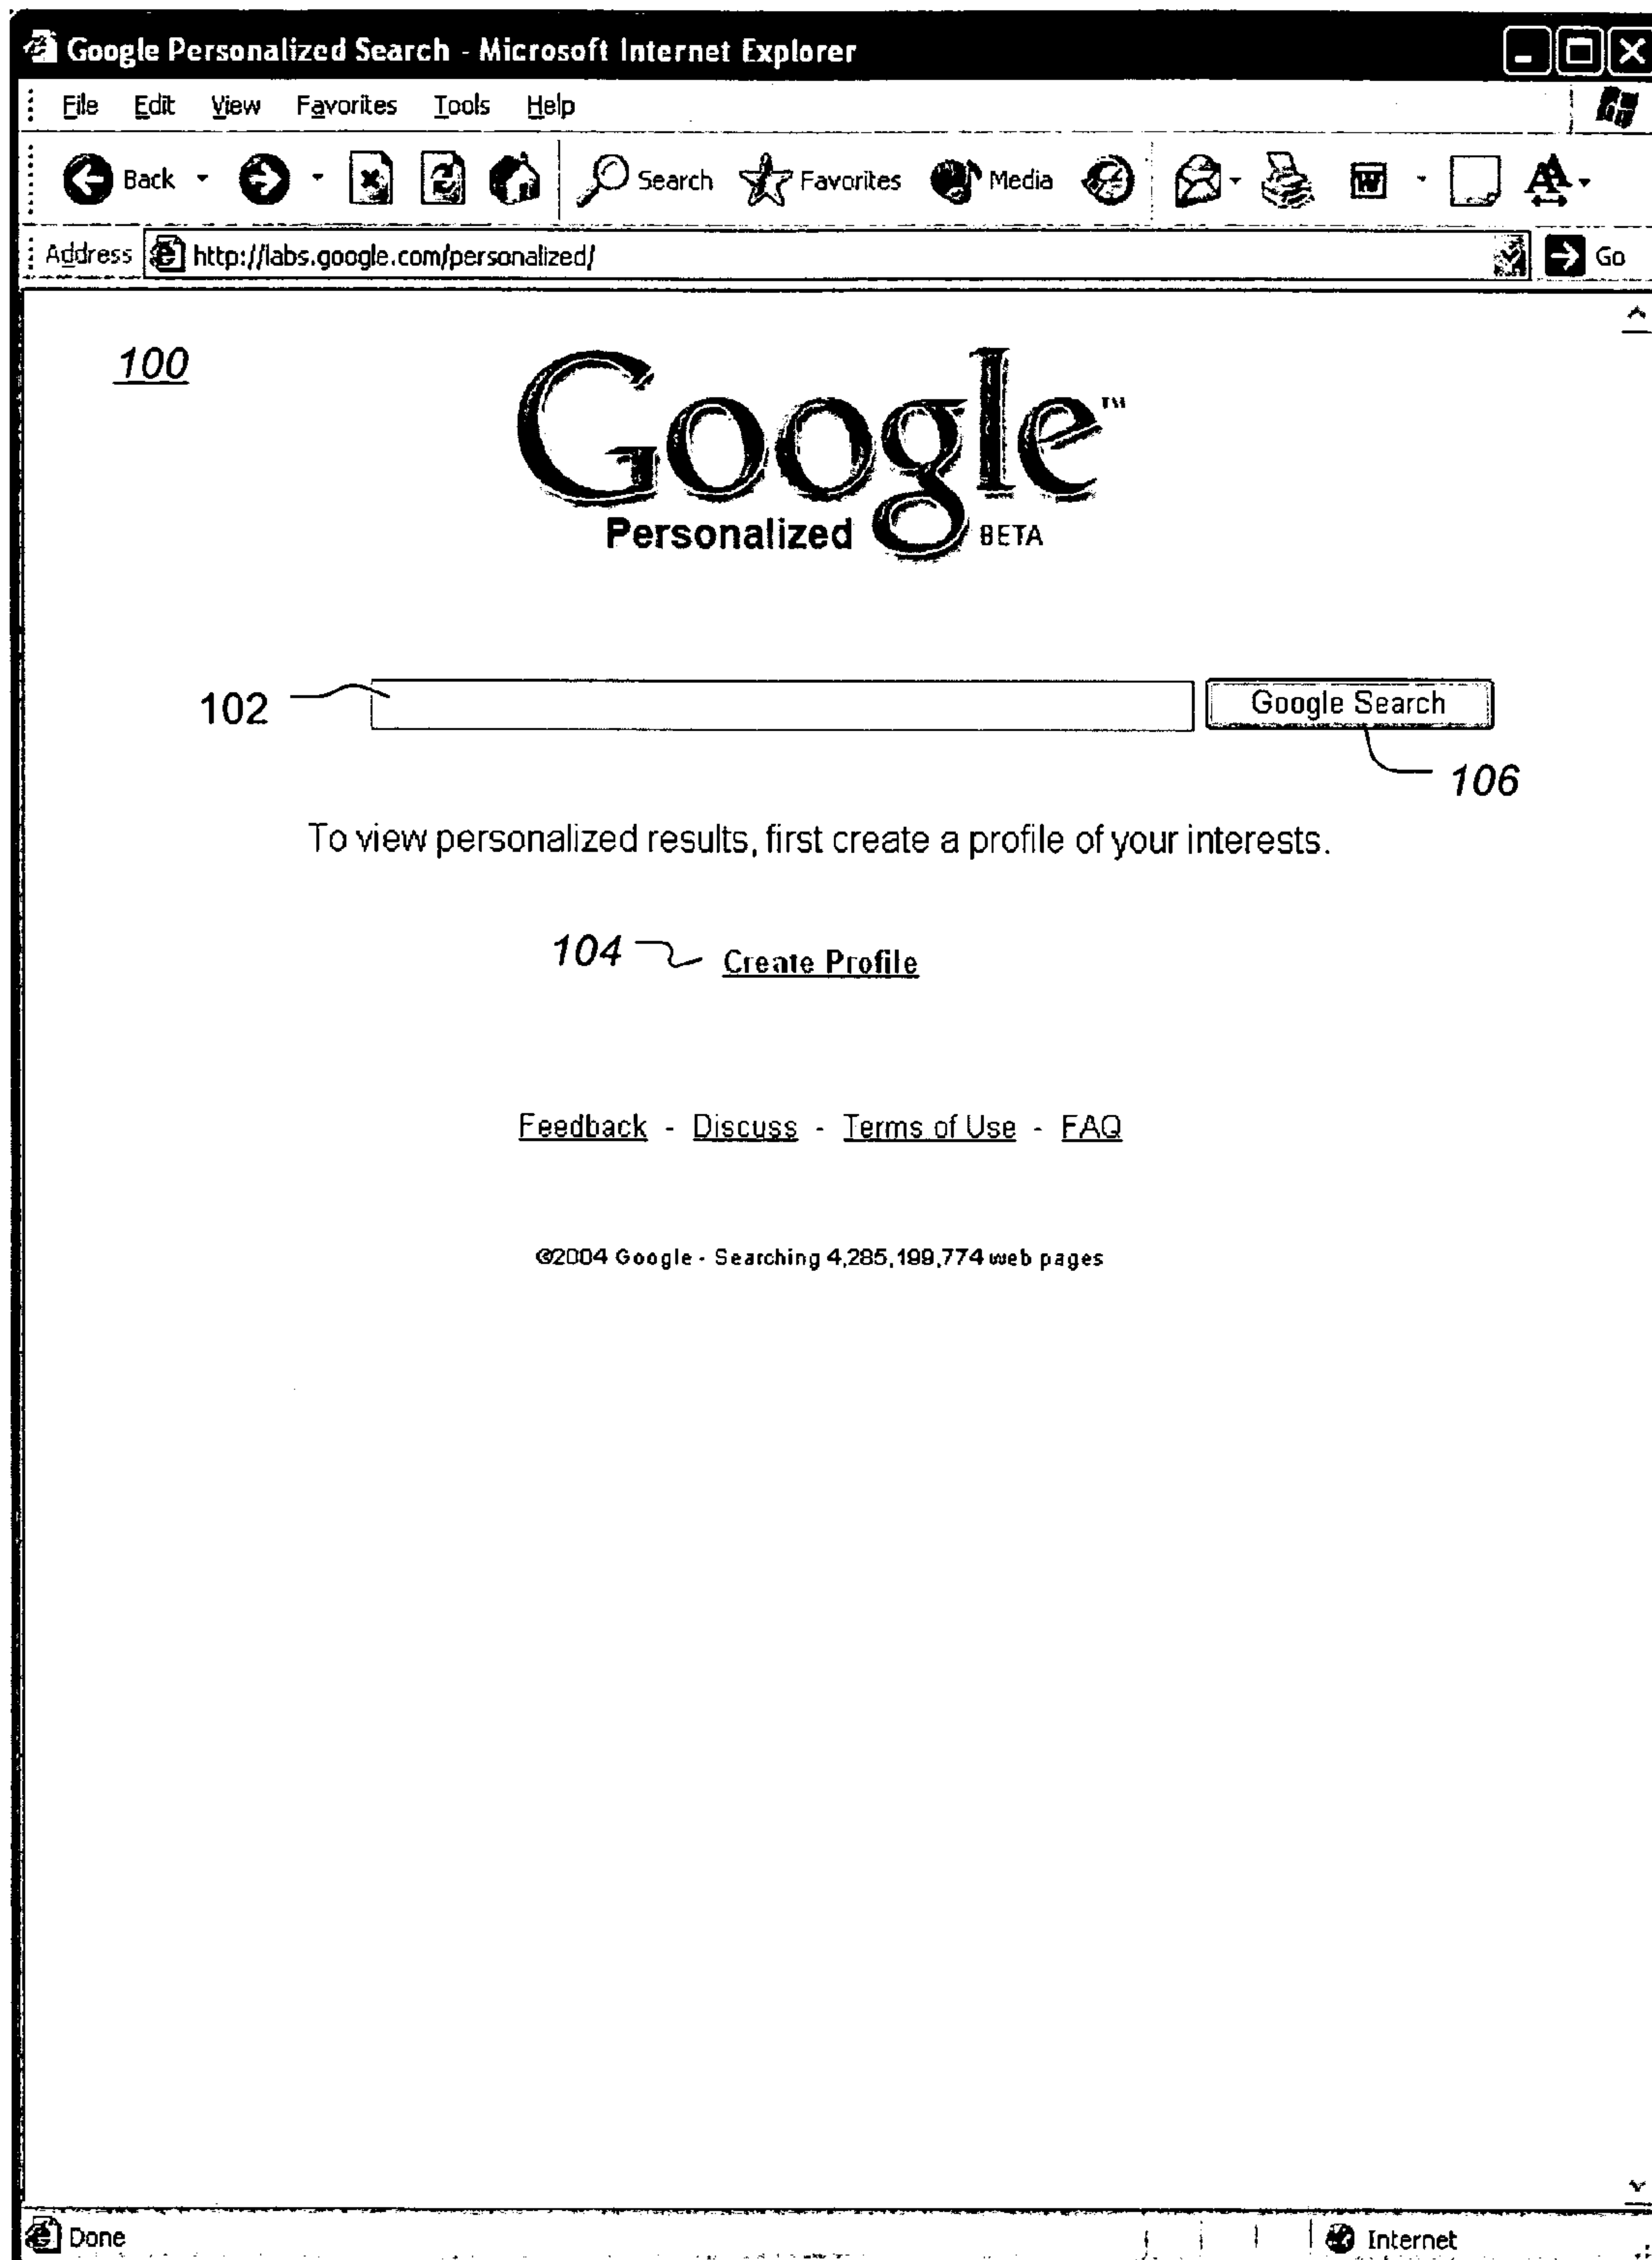 Google Personalized Search - Microsoft Internet Explorer
File Edit View Favorites Tools Help
Back Search Favorites Media
Address http://labs.google.com/personalized/ Go
100
Google™
Personalized BETA
102 Google Search
106
To view personalized results, first create a profile of your interests.
104 Create Profile
Feedback - Discuss - Terms of Use - FAQ
©2004 Google - Searching 4,285,199,774 web pages
Done Internet